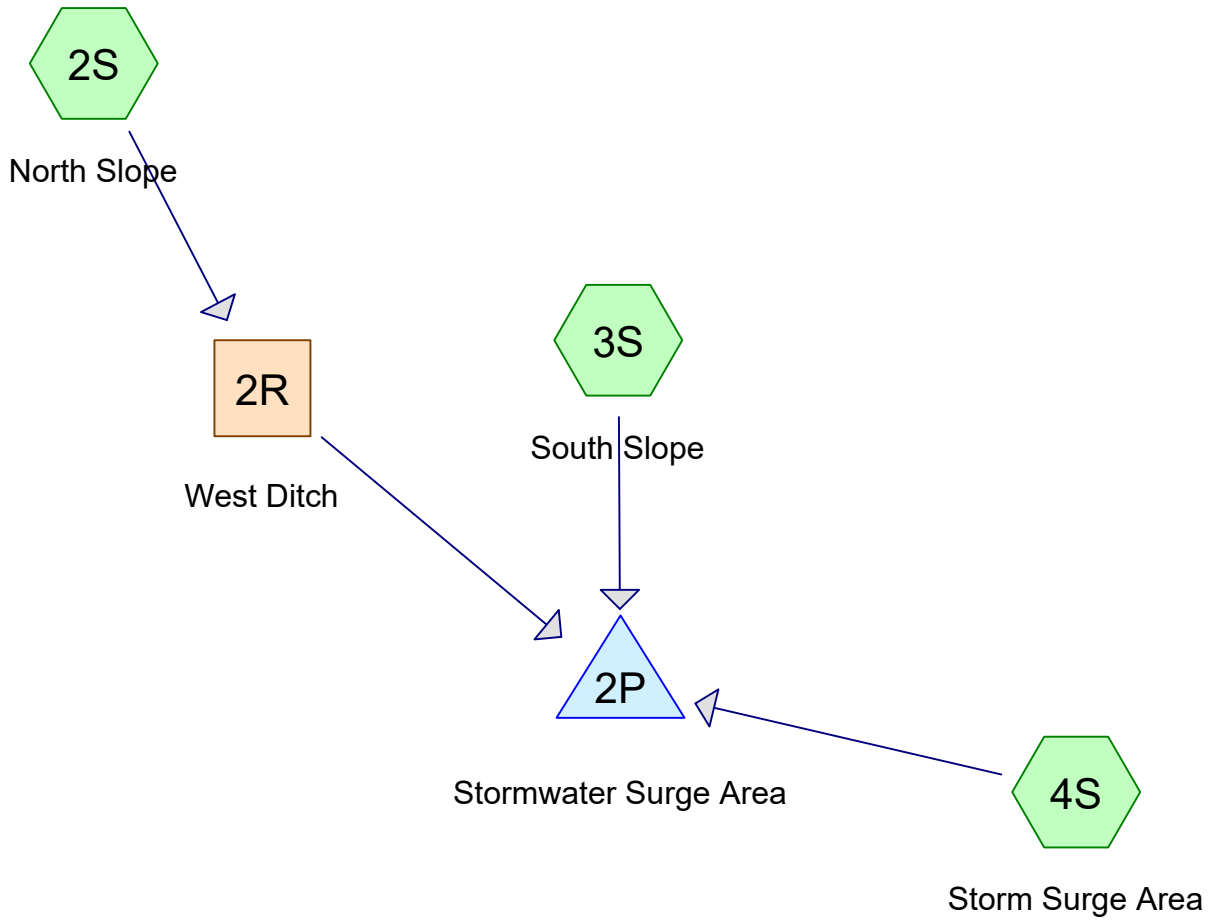 2S
North Slope
3S
2R
South Slope
West Ditch
2P
Stormwater Surge Area
4S
Storm Surge Area